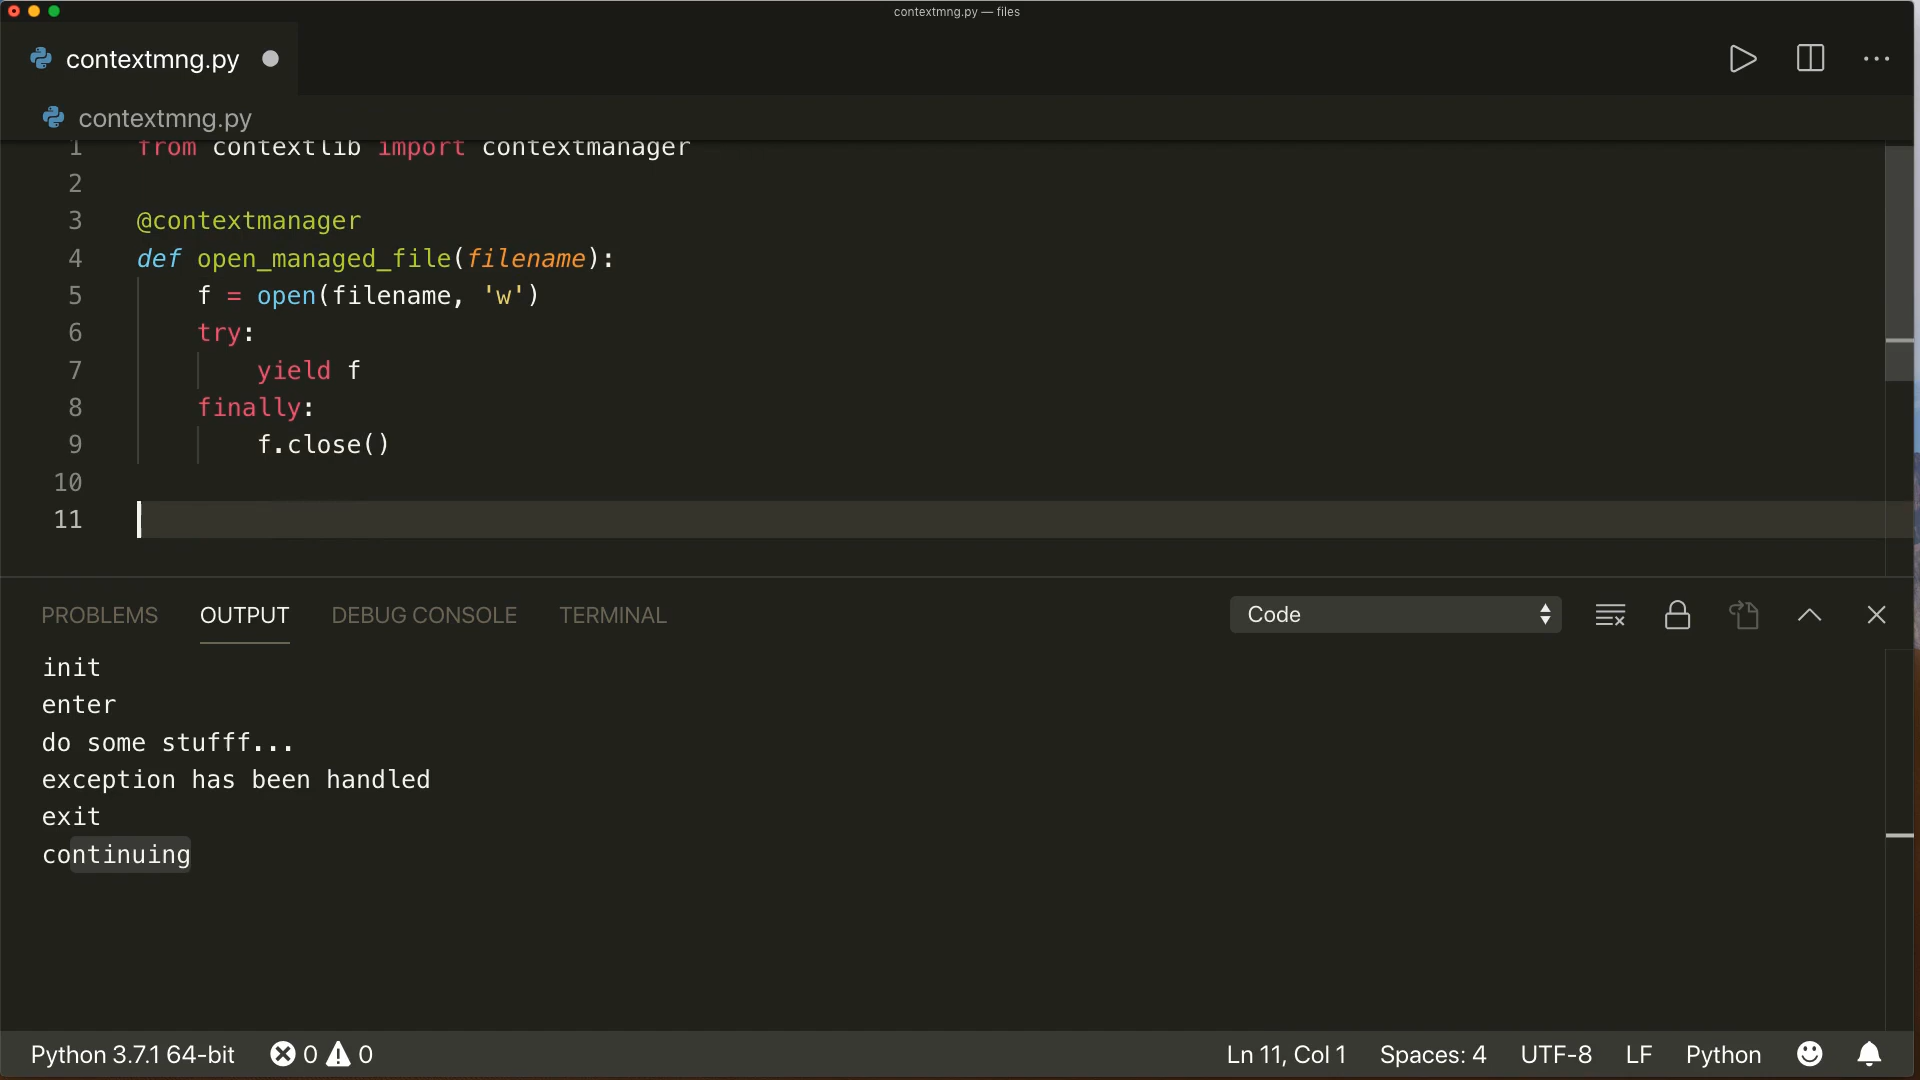 contextmng.py — files
contextmng.py
contextmng.py
1 from contextlib import contextmanager
2
3 @contextmanager
4 def open_managed_file(filename):
5 f = open(filename, 'w')
6 try:
7 yield f
8 finally:
9 f.close()
10
11
PROBLEMS OUTPUT DEBUG CONSOLE TERMINAL Code
init
enter
do some stufff...
exception has been handled
exit
continuing
Python 3.7.1 64-bit 0 0 Ln 11, Col 1 Spaces: 4 UTF-8 LF Python